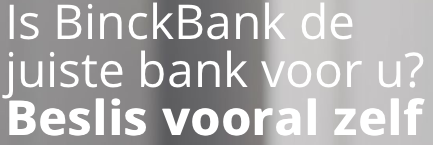 Is BinckBank de
juiste bank voor u?
Beslis vooral zelf